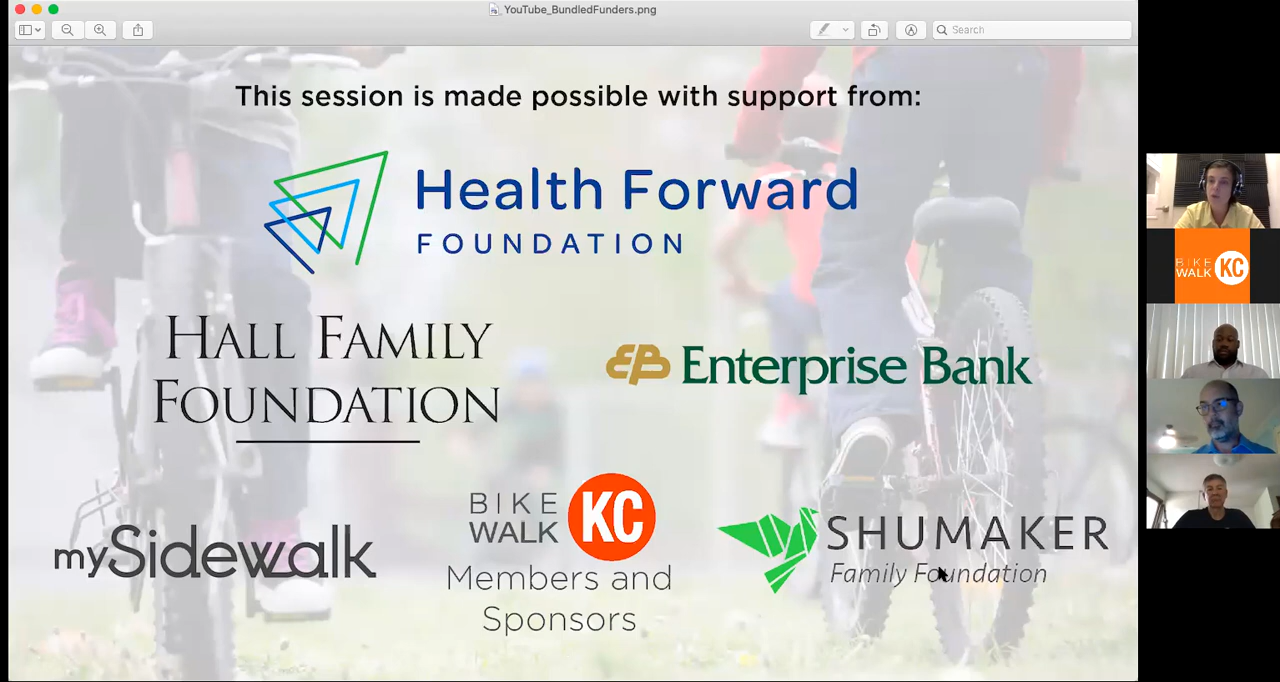 YouTube_BundledFunders.png
Search
This session is made possible with support from:
Health Forward
FOUNDATION
HALL FAMILY
FOUNDATION
Enterprise Bank
mySidewalk
BIKE
WALK KC
Members and
Sponsors
SHUMAKER
Family Foundation
BIKE
WALK KC